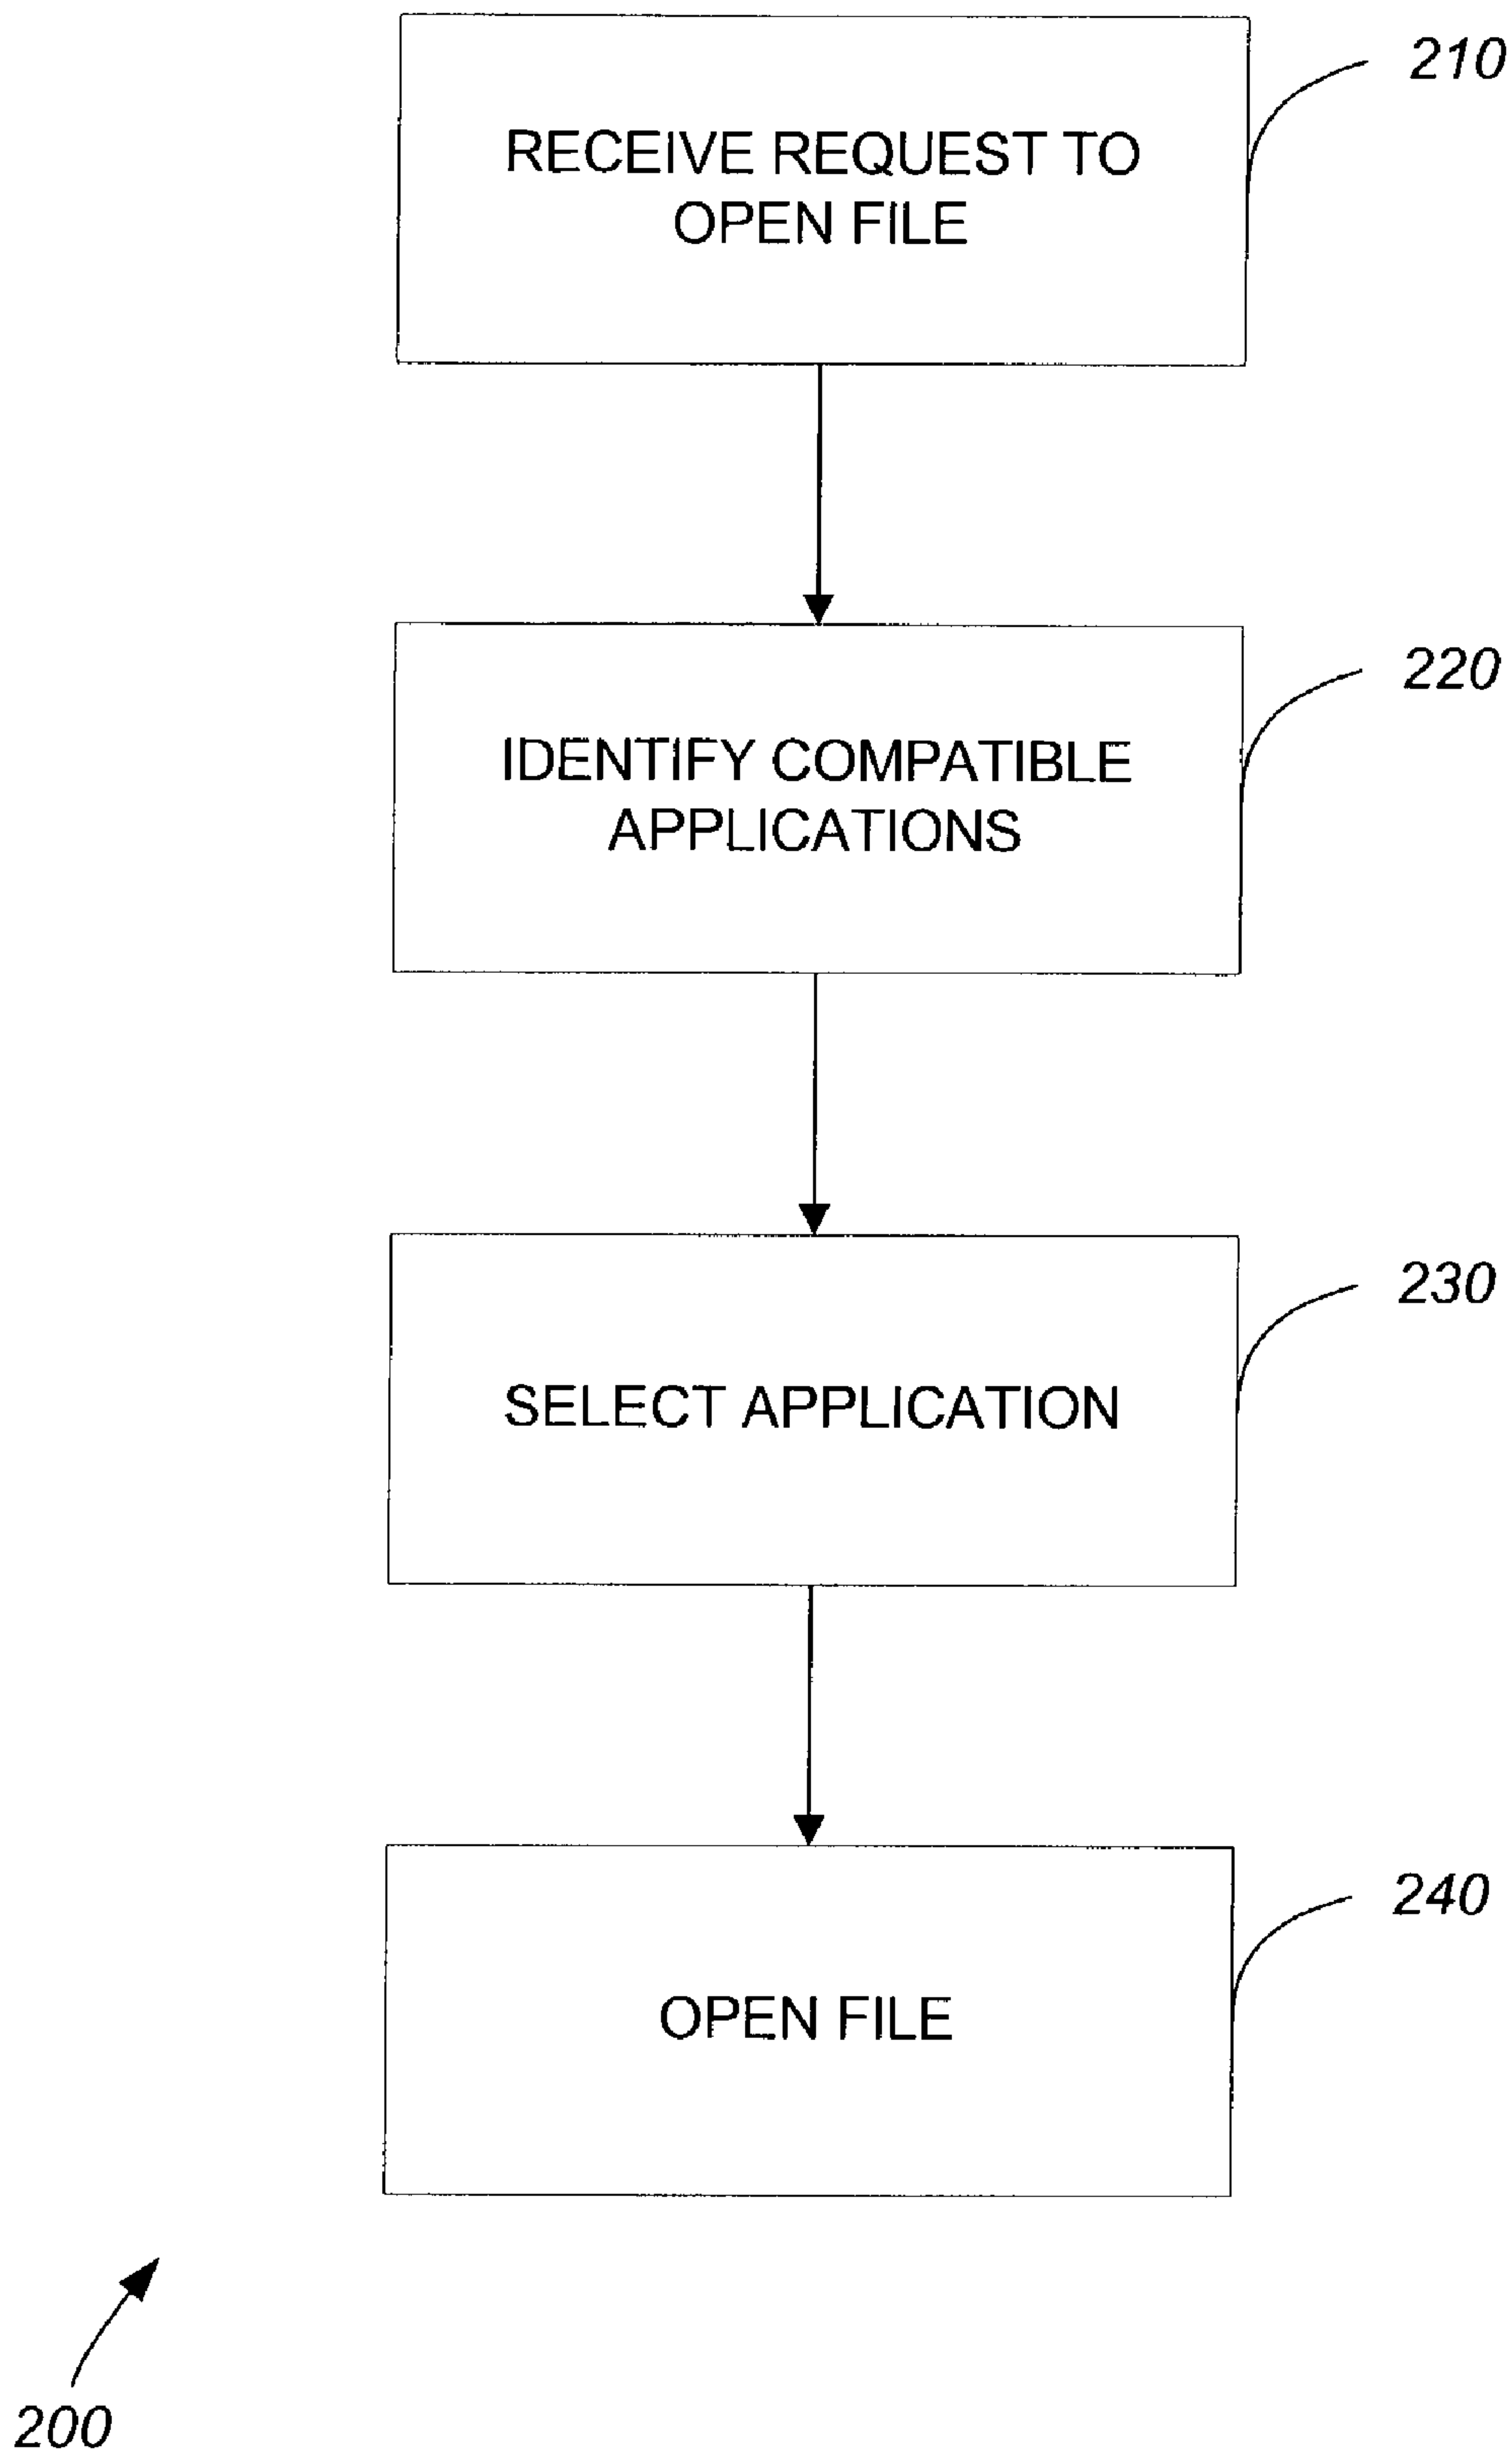 RECEIVE REQUEST TO
OPEN FILE
210
IDENTIFY COMPATIBLE
APPLICATIONS
220
SELECT APPLICATION
230
OPEN FILE
240
200